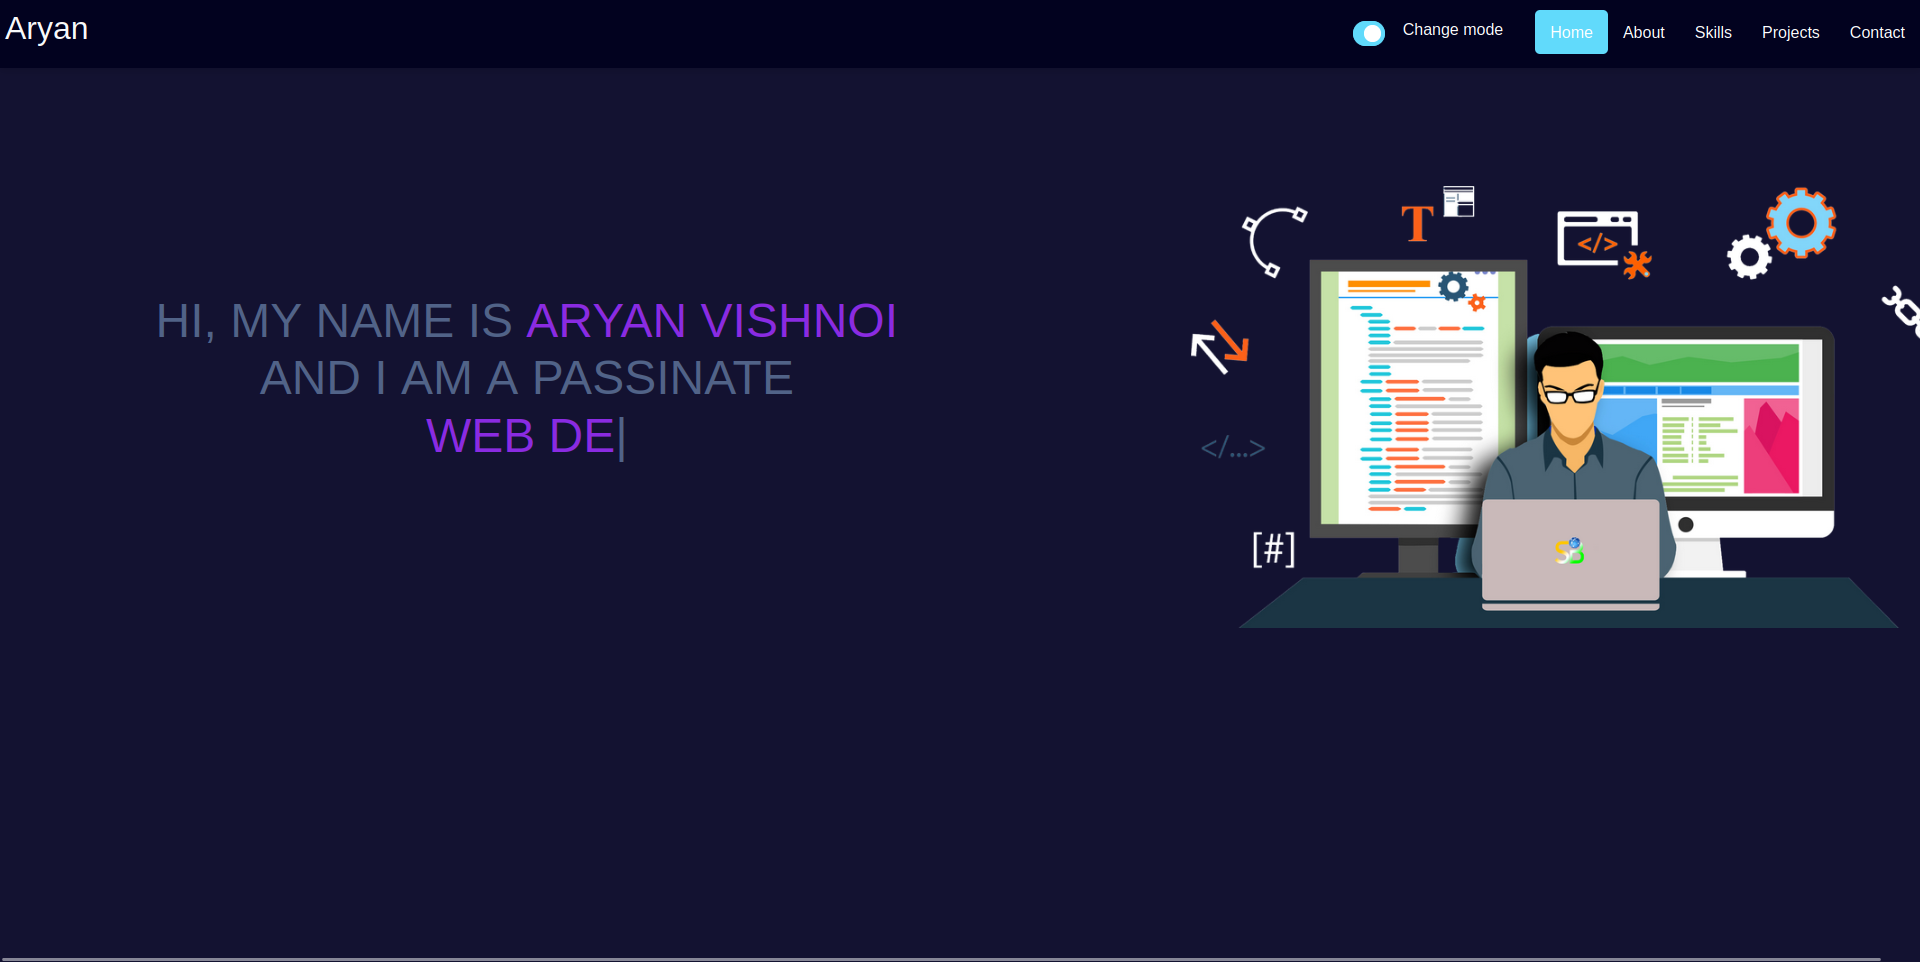 Aryan
Change mode
Home
About
Skills
Projects
Contact
HI, MY NAME IS ARYAN VISHNOI
AND I AM A PASSINATE
WEB DE|
T
</>
</...>
[#]
SB